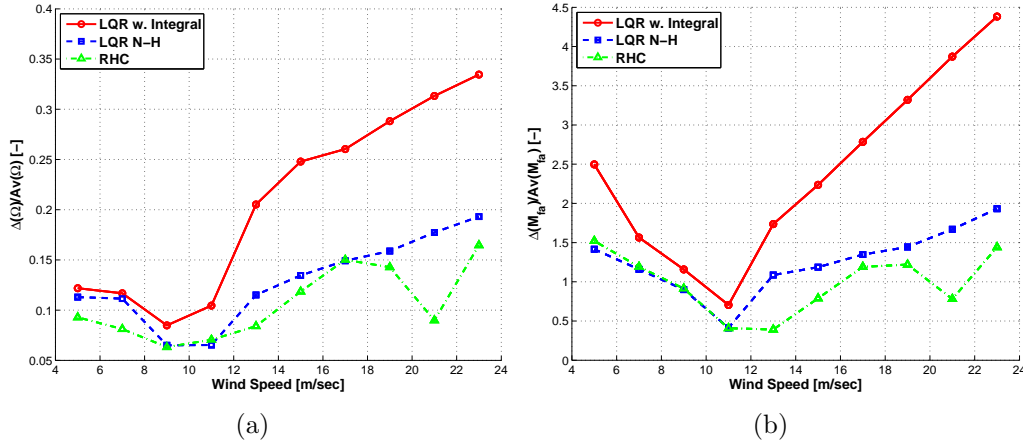 0.4
0.35
0.3
0.25
0.2
0.15
0.1
0.05
Δ(Ω)/Av(Ω) [−]
LQR w. Integral
LQR N−H
RHC
4 6 8 10 12 14 16 18 20 22 24
Wind Speed [m/sec]
(a)
4.5
4
3.5
3
2.5
2
1.5
1
0.5
0
Δ(M_fa)/Av(M_fa) [−]
LQR w. Integral
LQR N−H
RHC
4 6 8 10 12 14 16 18 20 22 24
Wind Speed [m/sec]
(b)